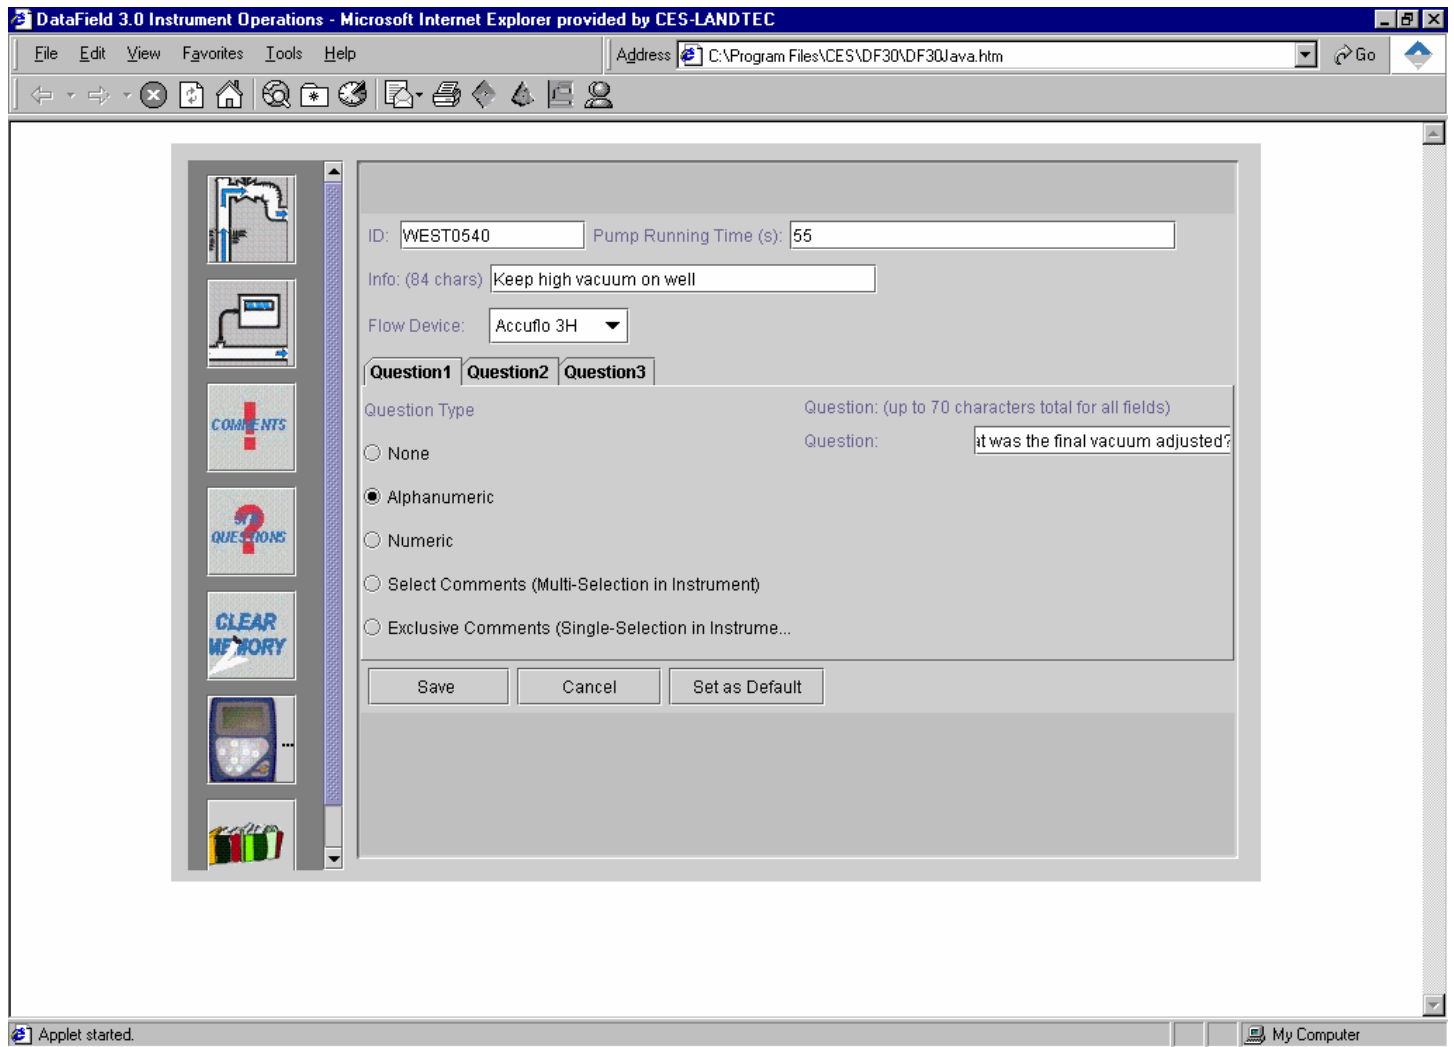 DataField 3.0 Instrument Operations - Microsoft Internet Explorer provided by CES-LANDTEC
File Edit View Favorites Tools Help
Address C:\Program Files\CES\DF30\DF30Java.htm Go
ID: WEST0540 Pump Running Time (s): 55
Info: (84 chars) Keep high vacuum on well
Flow Device: Accuflo 3H
Question1 Question2 Question3
Question Type
Question: (up to 70 characters total for all fields)
Question: at was the final vacuum adjusted?
None
Alphanumeric
Numeric
Select Comments (Multi-Selection in Instrument)
Exclusive Comments (Single-Selection in Instrume...
Save Cancel Set as Default
COMMENTS
QUESTIONS
CLEAR
MEMORY
...
Applet started.
My Computer